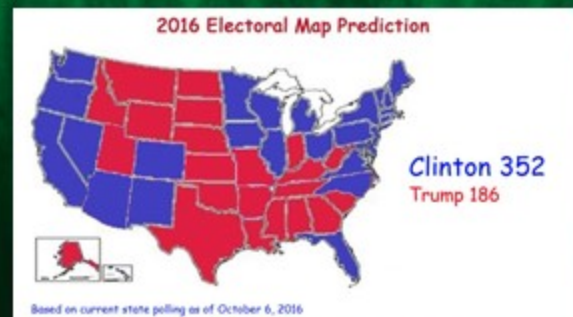 2016 Electoral Map Prediction
Clinton 352
Trump 186
Based on current state polling as of October 6, 2016